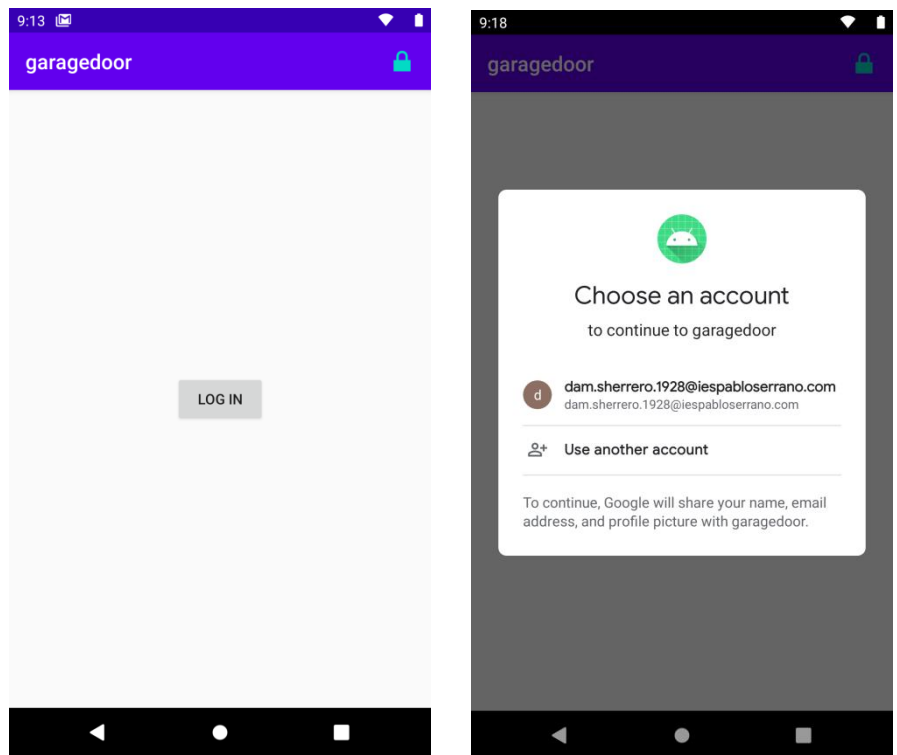 9:13
garagedoor
LOG IN
9:18
garagedoor
Choose an account
to continue to garagedoor
d
dam.sherrero.1928@iespabloserrano.com
dam.sherrero.1928@iespabloserrano.com
Use another account
To continue, Google will share your name, email
address, and profile picture with garagedoor.